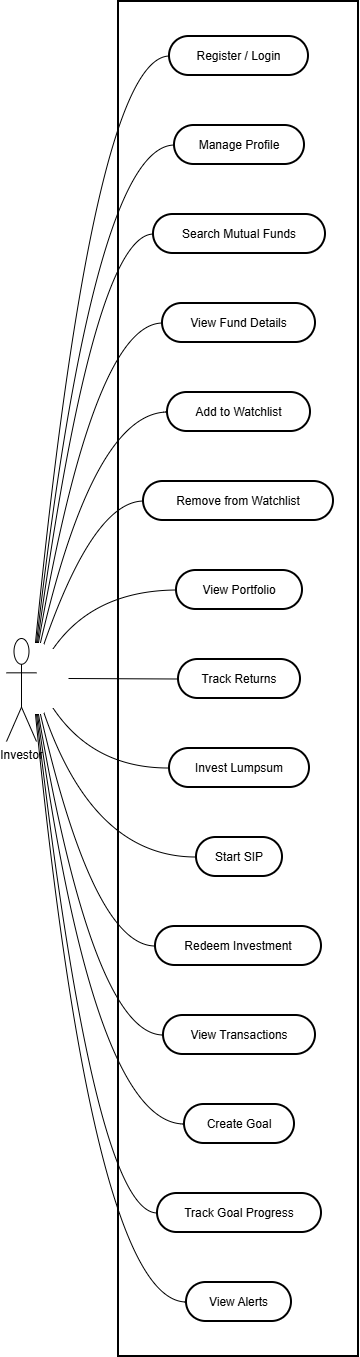 Register / Login
Manage Profile
Search Mutual Funds
View Fund Details
Add to Watchlist
Remove from Watchlist
View Portfolio
Track Returns
Investor
Invest Lumpsum
Start SIP
Redeem Investment
View Transactions
Create Goal
Track Goal Progress
View Alerts